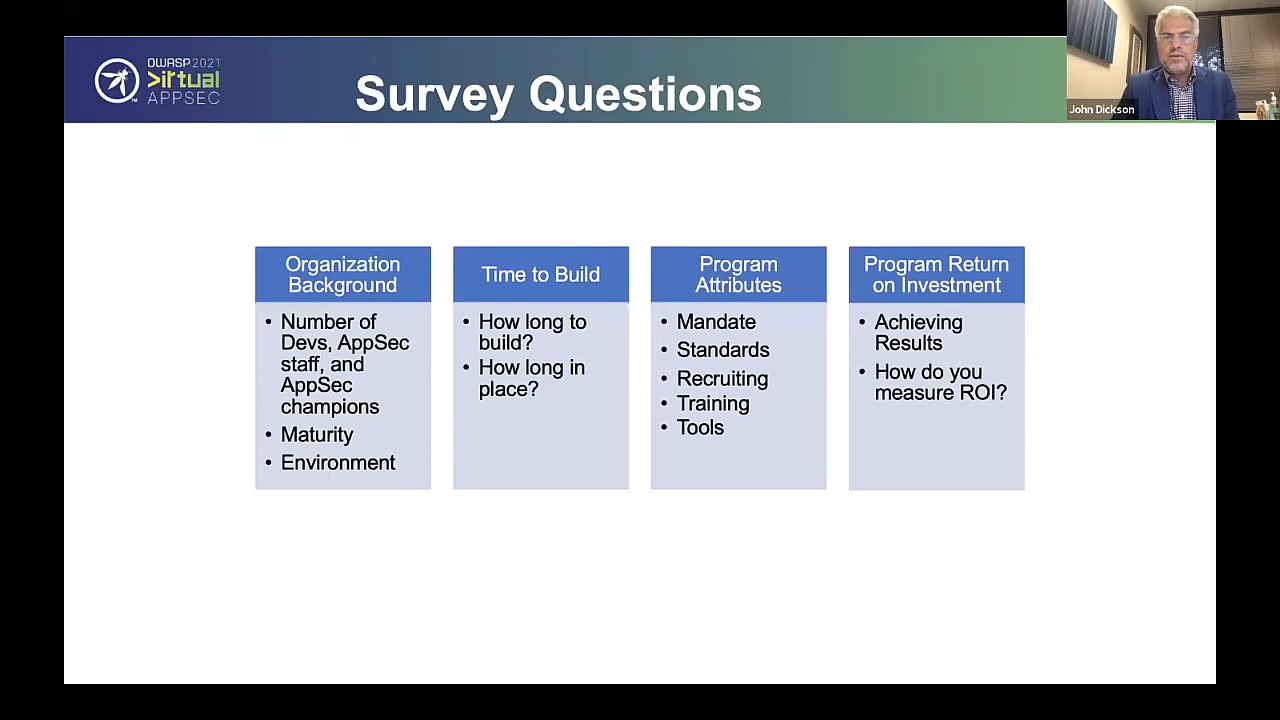 OWASP 2021
Virtual
APPSEC
Survey Questions
John Dickson
Organization
Background
• Number of
Devs, AppSec
staff, and
AppSec
champions
• Maturity
• Environment
Time to Build
• How long to
build?
• How long in
place?
Program
Attributes
• Mandate
• Standards
• Recruiting
• Training
• Tools
Program Return
on Investment
• Achieving
Results
• How do you
measure ROI?